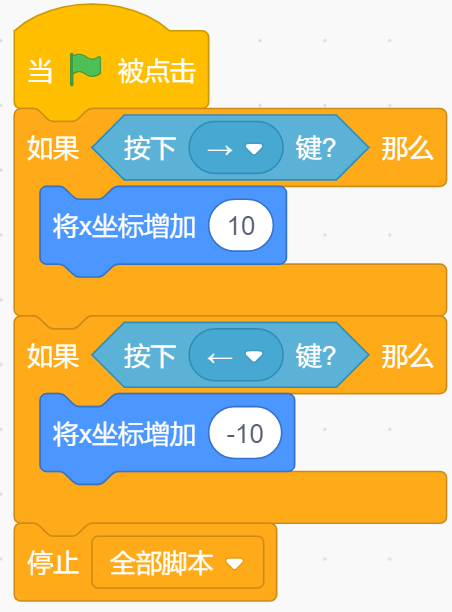 当 被点击
如果 按下 → 键? 那么
将x坐标增加 10
如果 按下 ← 键? 那么
将x坐标增加 -10
停止 全部脚本